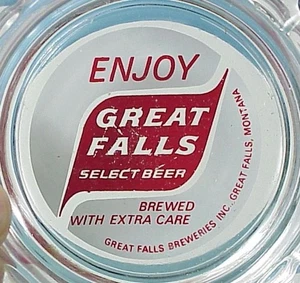 ENJOY
GREAT
FALLS
SELECT BEER
BREWED
WITH EXTRA CARE
GREAT FALLS BREWERIES INC., GREAT FALLS, MONTANA